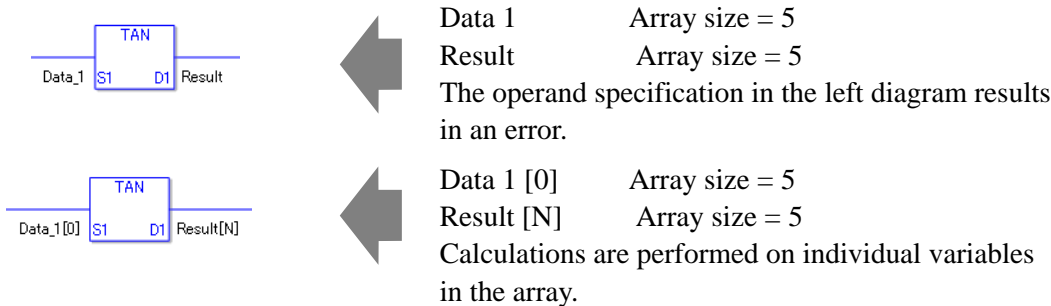 TAN
Data_1 S1 D1 Result
Data 1 Array size = 5
Result Array size = 5
The operand specification in the left diagram results
in an error.
TAN
Data_1[0] S1 D1 Result[N]
Data 1 [0] Array size = 5
Result [N] Array size = 5
Calculations are performed on individual variables
in the array.